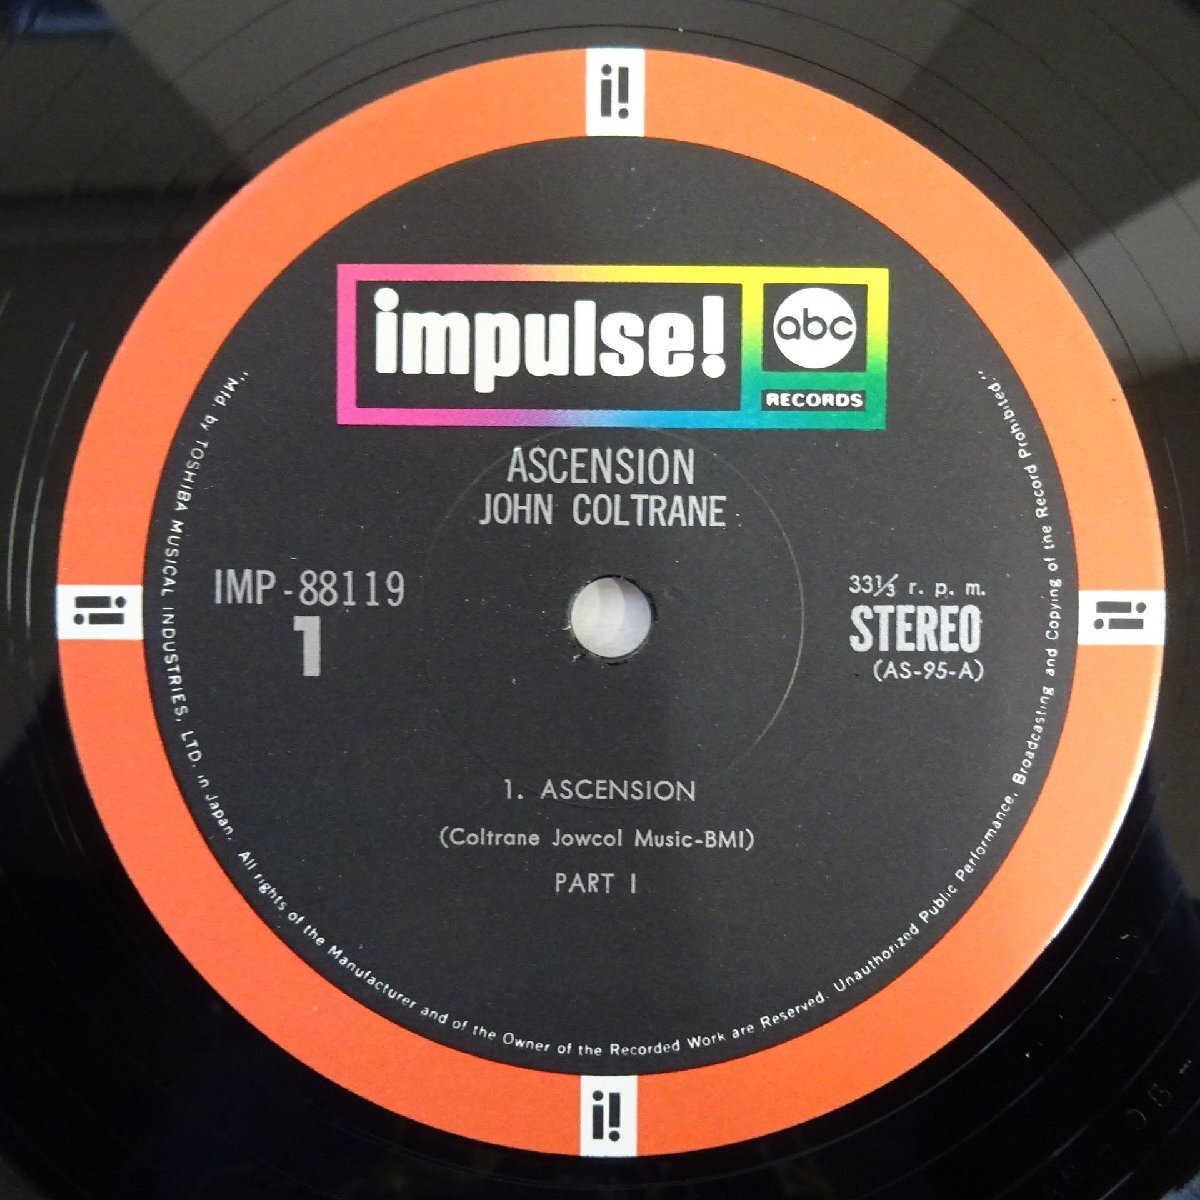 i!
impulse!
abc
RECORDS
ASCENSION
JOHN COLTRANE
IMP-88119
1
33⅓ r. p. m.
STEREO
(AS-95-A)
1. ASCENSION
(Coltrane Jowcol Music-BMI)
PART I
"Mfd. by TOSHIBA MUSICAL INDUSTRIES, LTD. in Japan. All rights of the Manufacturer and of the Owner of the Recorded Work are Reserved. Unauthorized Public Performance, Broadcasting and Copying of the Record Prohibited."
i!
i!
i!